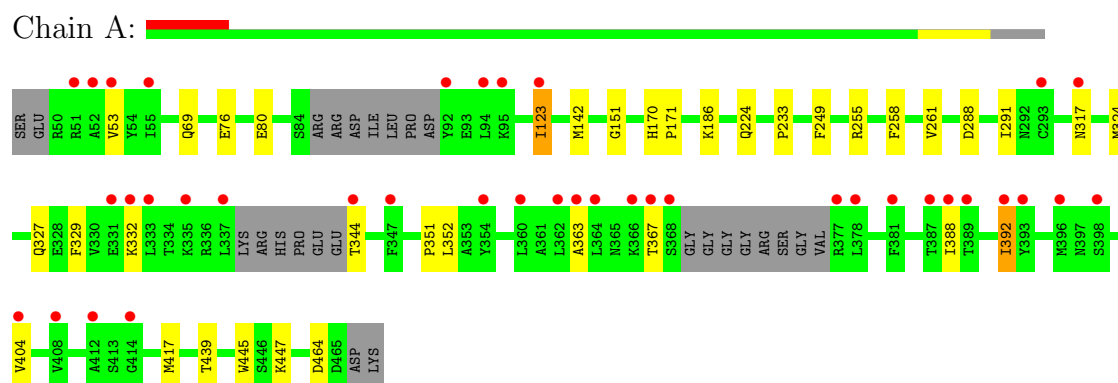 Chain A:
SER GLU R50 R51 A52 V53 Y54 I55 Q69 E76 E80 S84 ARG ARG ASP ILE LEU PRO ASP Y92 E93 L94 K95 I123 M142 G151 H170 P171 K186 Q224 P233 F249 R255 F258 V261 D288 I291 N292 C293 N317 M324
Q327 E328 F329 V330 E331 K332 L333 T334 K335 R336 L337 LYS ARG HIS PRO GLU GLU T344 F347 P351 L352 A353 Y354 L360 A361 L362 A363 L364 N365 K366 T367 S368 GLY GLY GLY GLY ARG SER GLY VAL R377 L378 F381 T387 I388 T389 I392 Y393 M396 N397 S398
V404 V408 A412 S413 G414 M417 T439 W445 S446 K447 D464 D465 ASP LYS